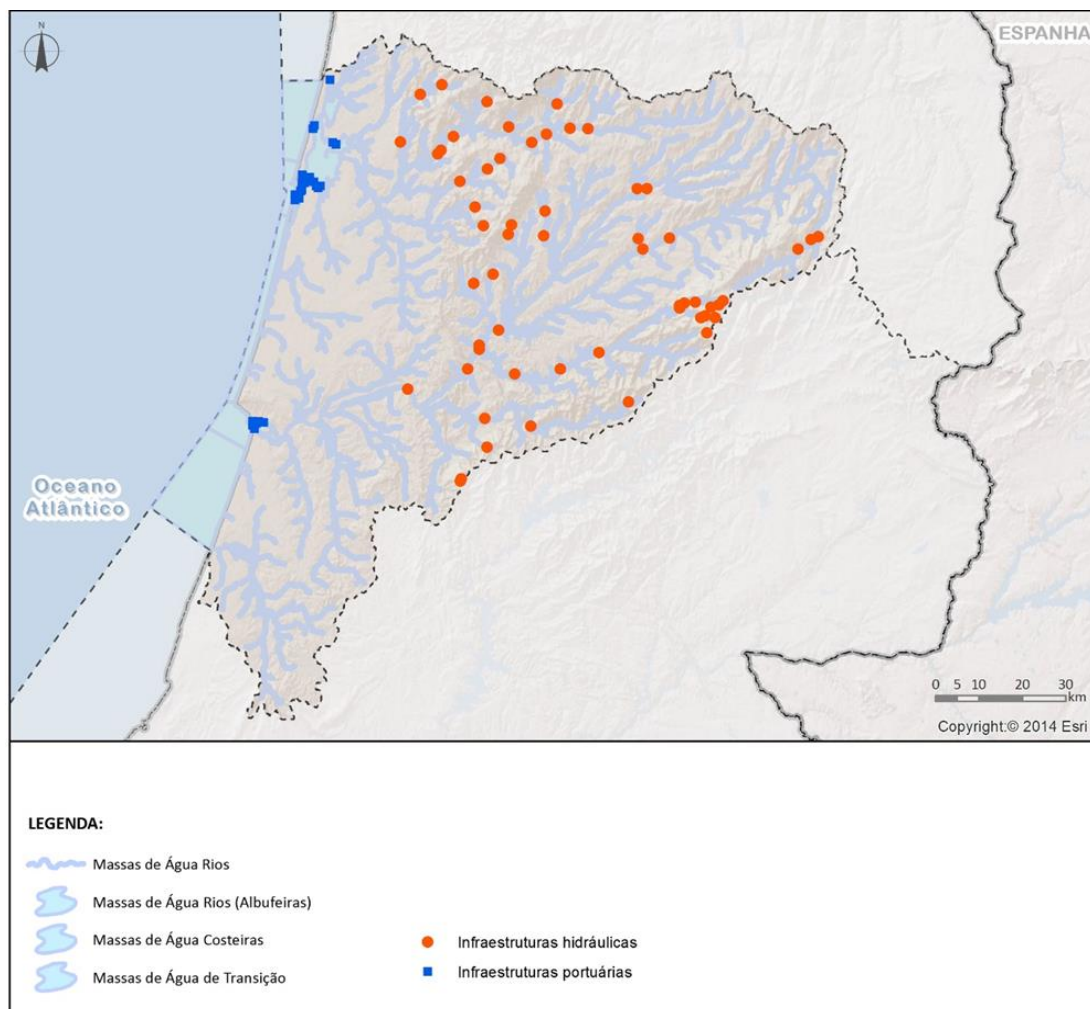 N
ESPANHA
Oceano
Atlântico
0 5 10 20 30
km
Copyright:© 2014 Esri
LEGENDA:
Massas de Água Rios
Massas de Água Rios (Albufeiras)
Massas de Água Costeiras
Massas de Água de Transição
Infraestruturas hidráulicas
Infraestruturas portuárias